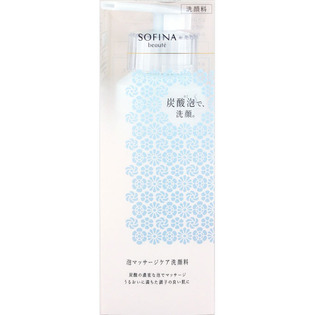 洗顔料
SOFINA
beauté
炭酸泡で、
洗顔。
泡マッサージケア洗顔料
炭酸の濃密な泡でマッサージ
うるおいに満ちた調子の良い肌に